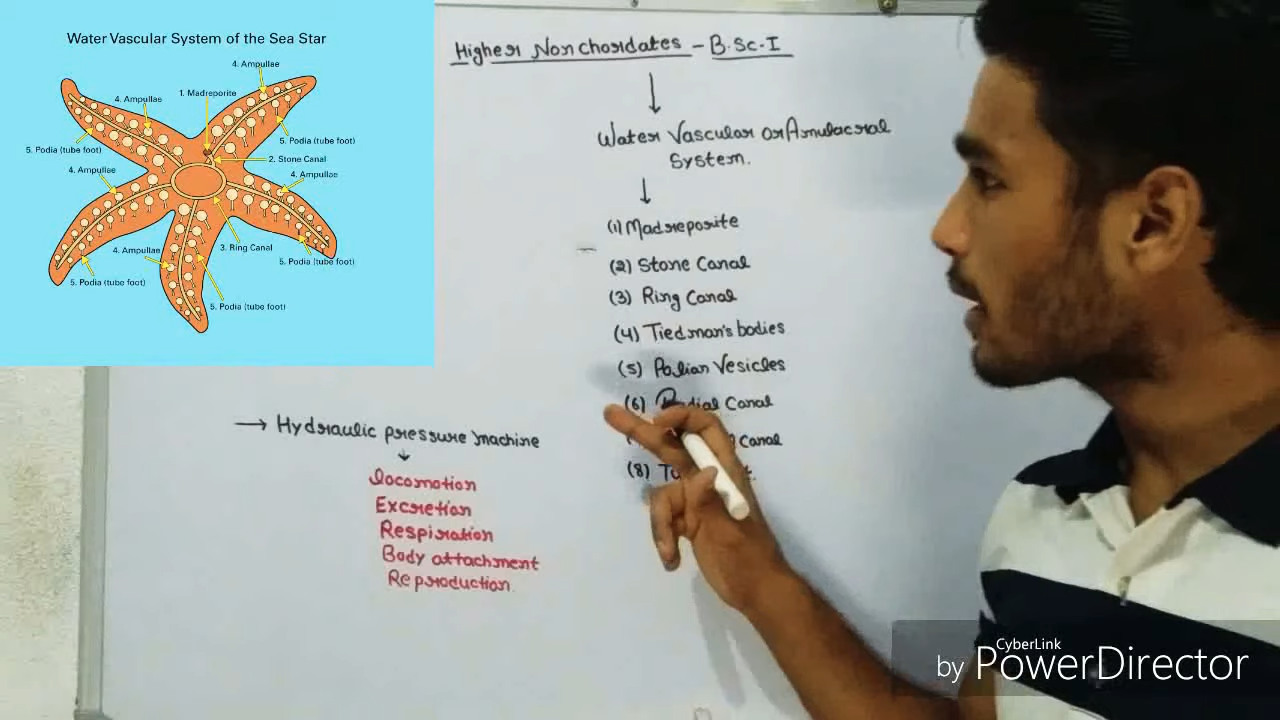 Water Vascular System of the Sea Star
4. Ampullae
1. Madreporite
4. Ampullae
5. Podia (tube foot)
5. Podia (tube foot)
2. Stone Canal
4. Ampullae
4. Ampullae
4. Ampullae
3. Ring Canal
5. Podia (tube foot)
5. Podia (tube foot)
5. Podia (tube foot)
Higher Nonchordates - B.Sc-I
Water Vascular or Amulacral
System.
(1) Madreporite
(2) Stone Canal
(3) Ring Canal
(4) Tiedman's bodies
(5) Polian Vesicles
(6) Radial Canal
Canal
(8)
→ Hydraulic pressure machine
locomotion
Excretion
Respiration
Body attachment
Reproduction
CyberLink
by PowerDirector